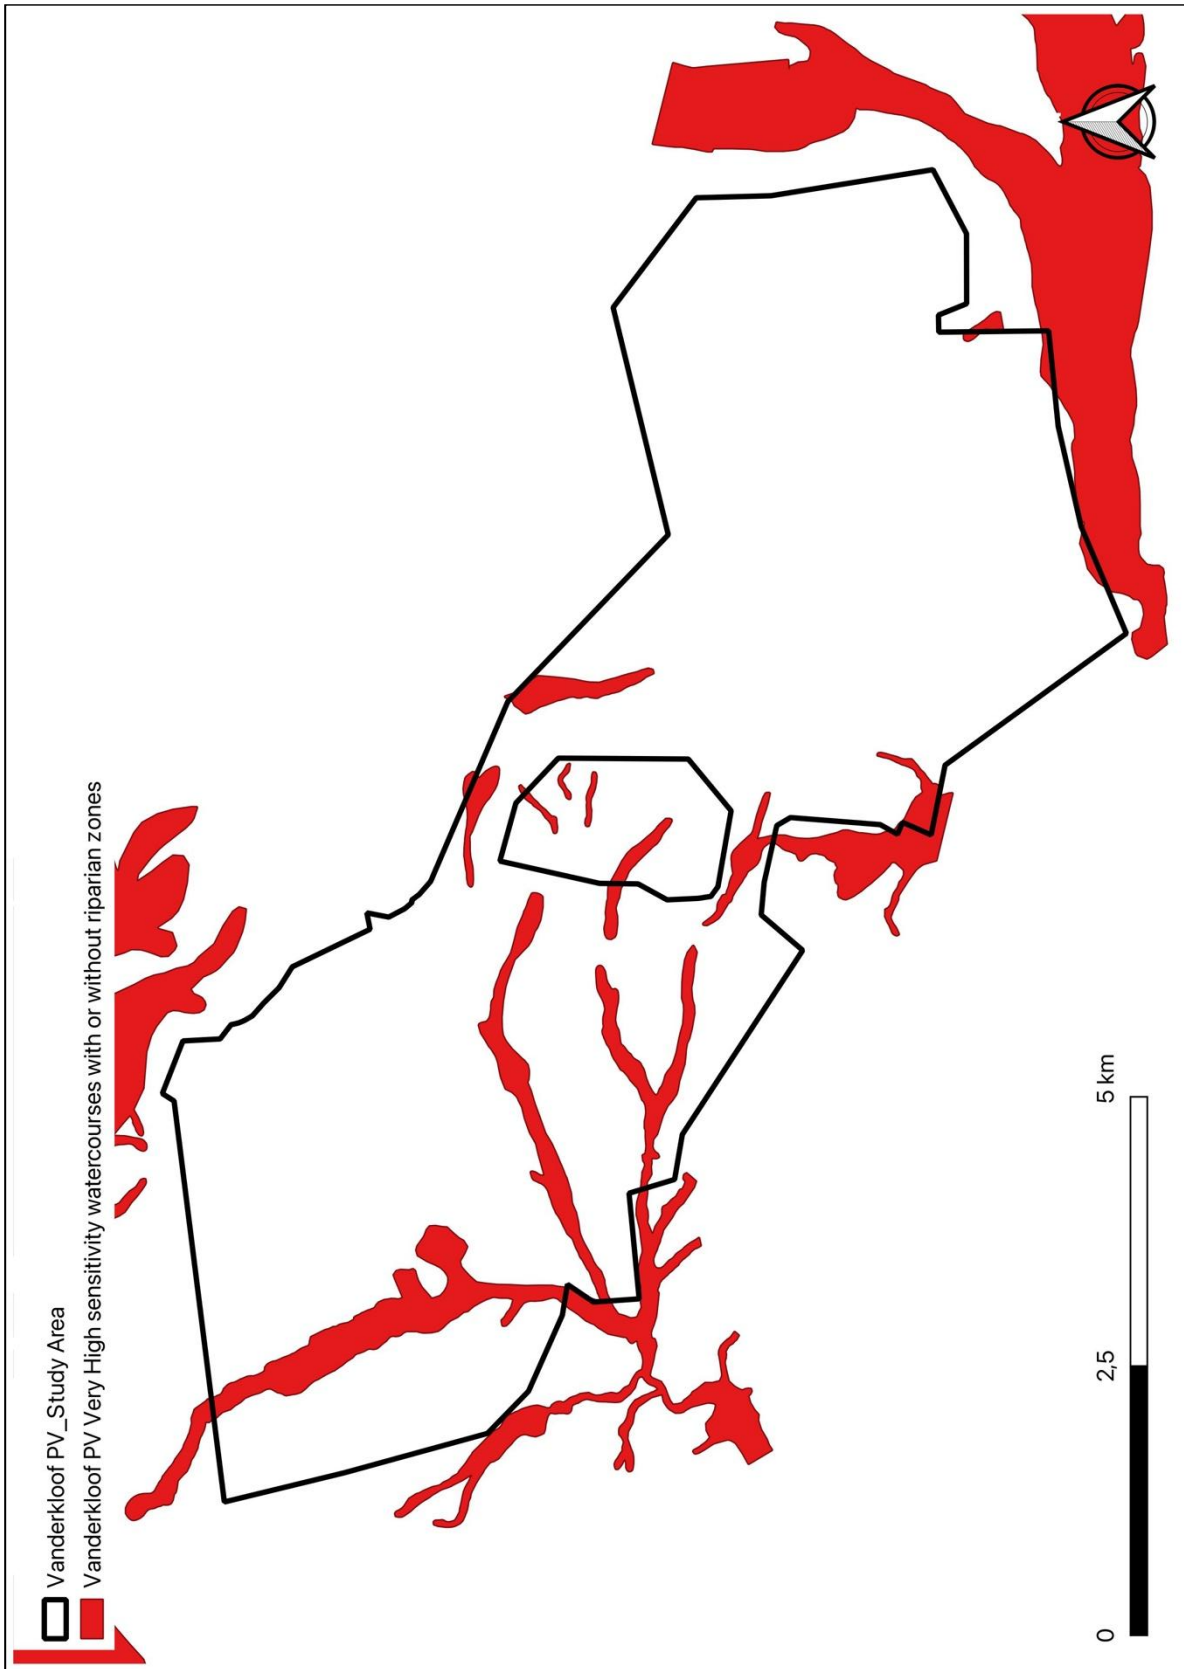 Vanderkloof PV_Study Area
Vanderkloof PV Very High sensitivity watercourses with or without riparian zones
0 2,5 5 km